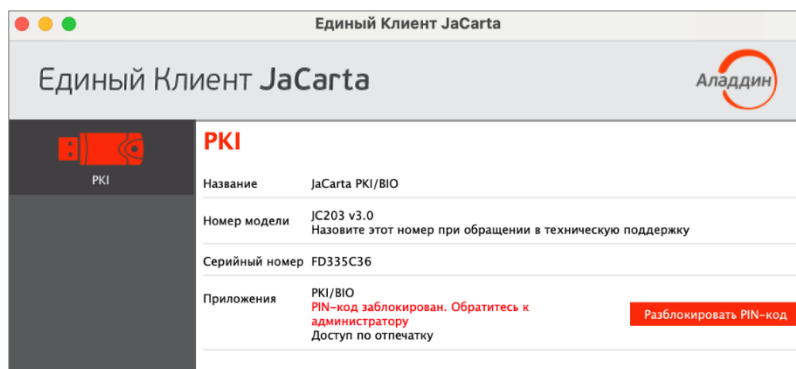 Единый Клиент JaCarta
Единый Клиент JaCarta
Аладдин
PKI
PKI
Название JaCarta PKI/BIO
Номер модели JC203 v3.0
Назовите этот номер при обращении в техническую поддержку
Серийный номер FD335C36
Приложения PKI/BIO
PIN-код заблокирован. Обратитесь к
администратору
Доступ по отпечатку
Разблокировать PIN-код